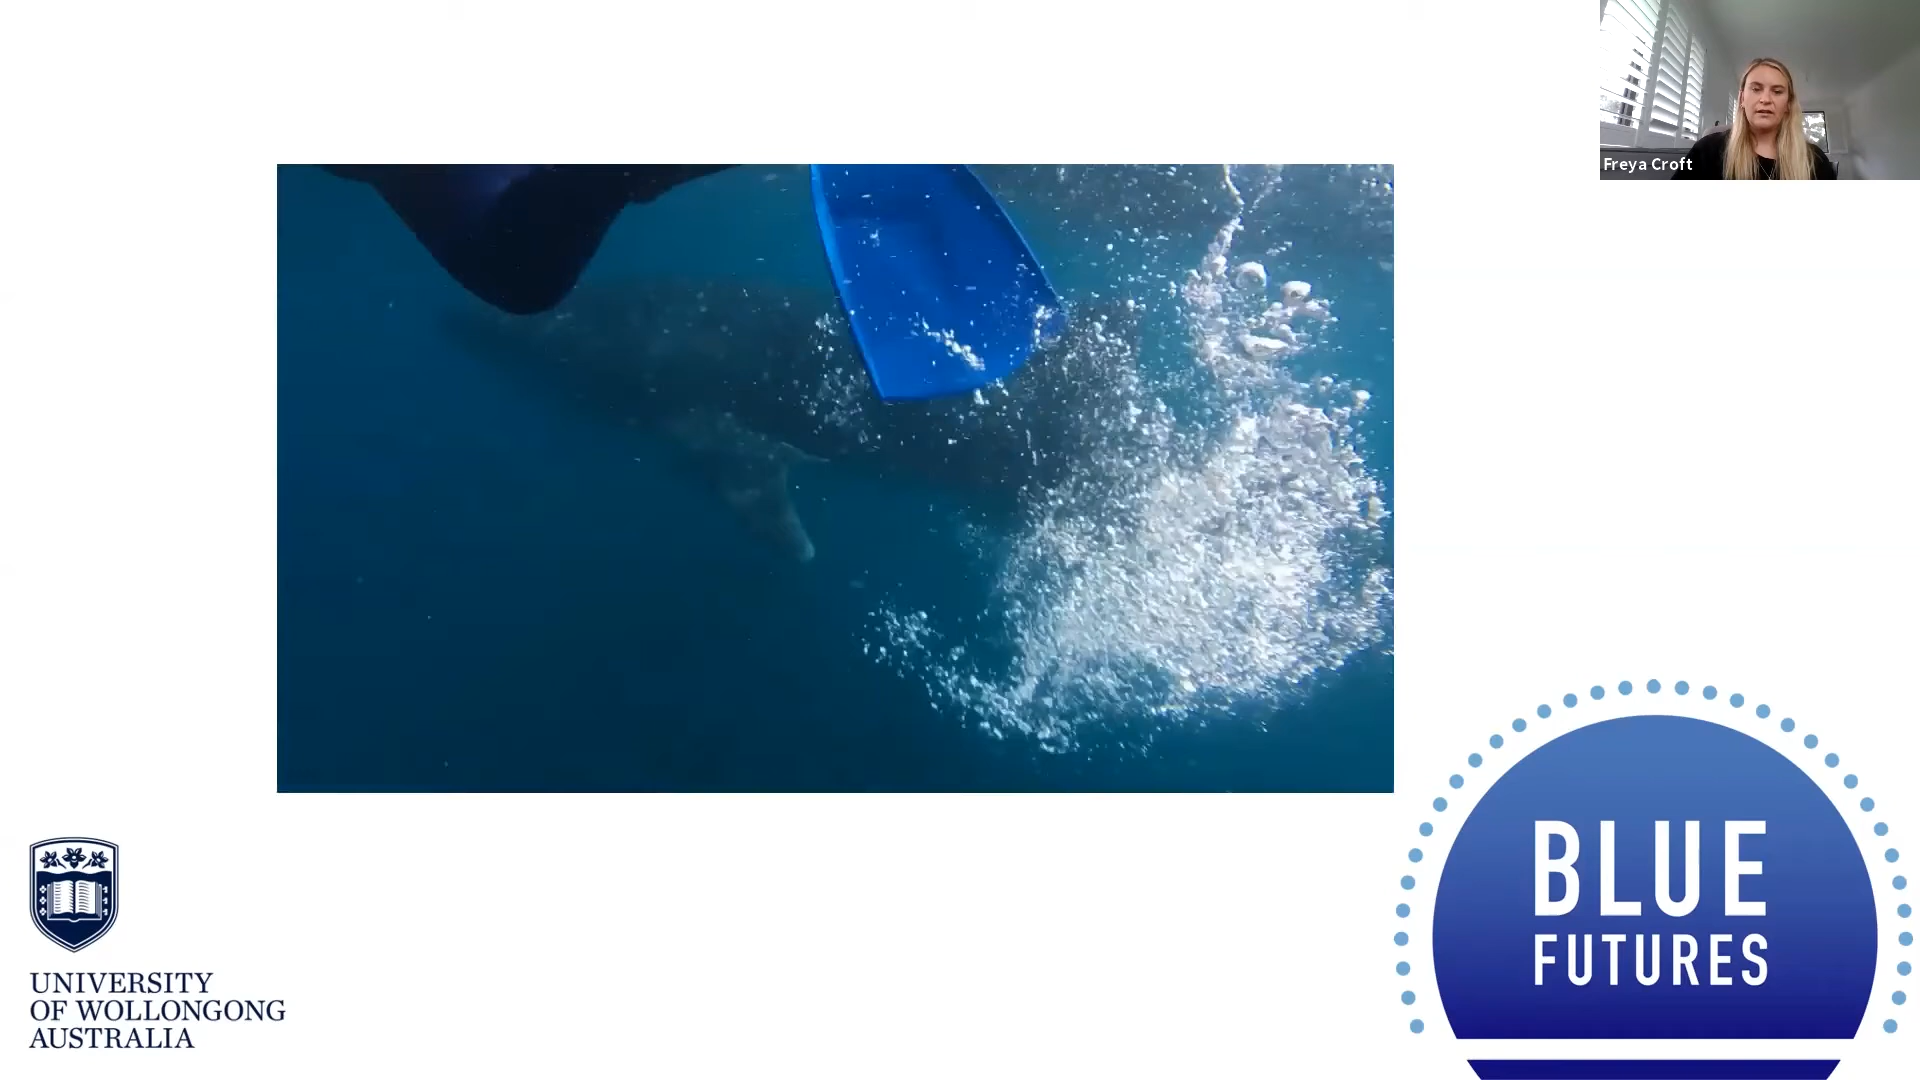 Freya Croft
BLUE
FUTURES
UNIVERSITY
OF WOLLONGONG
AUSTRALIA